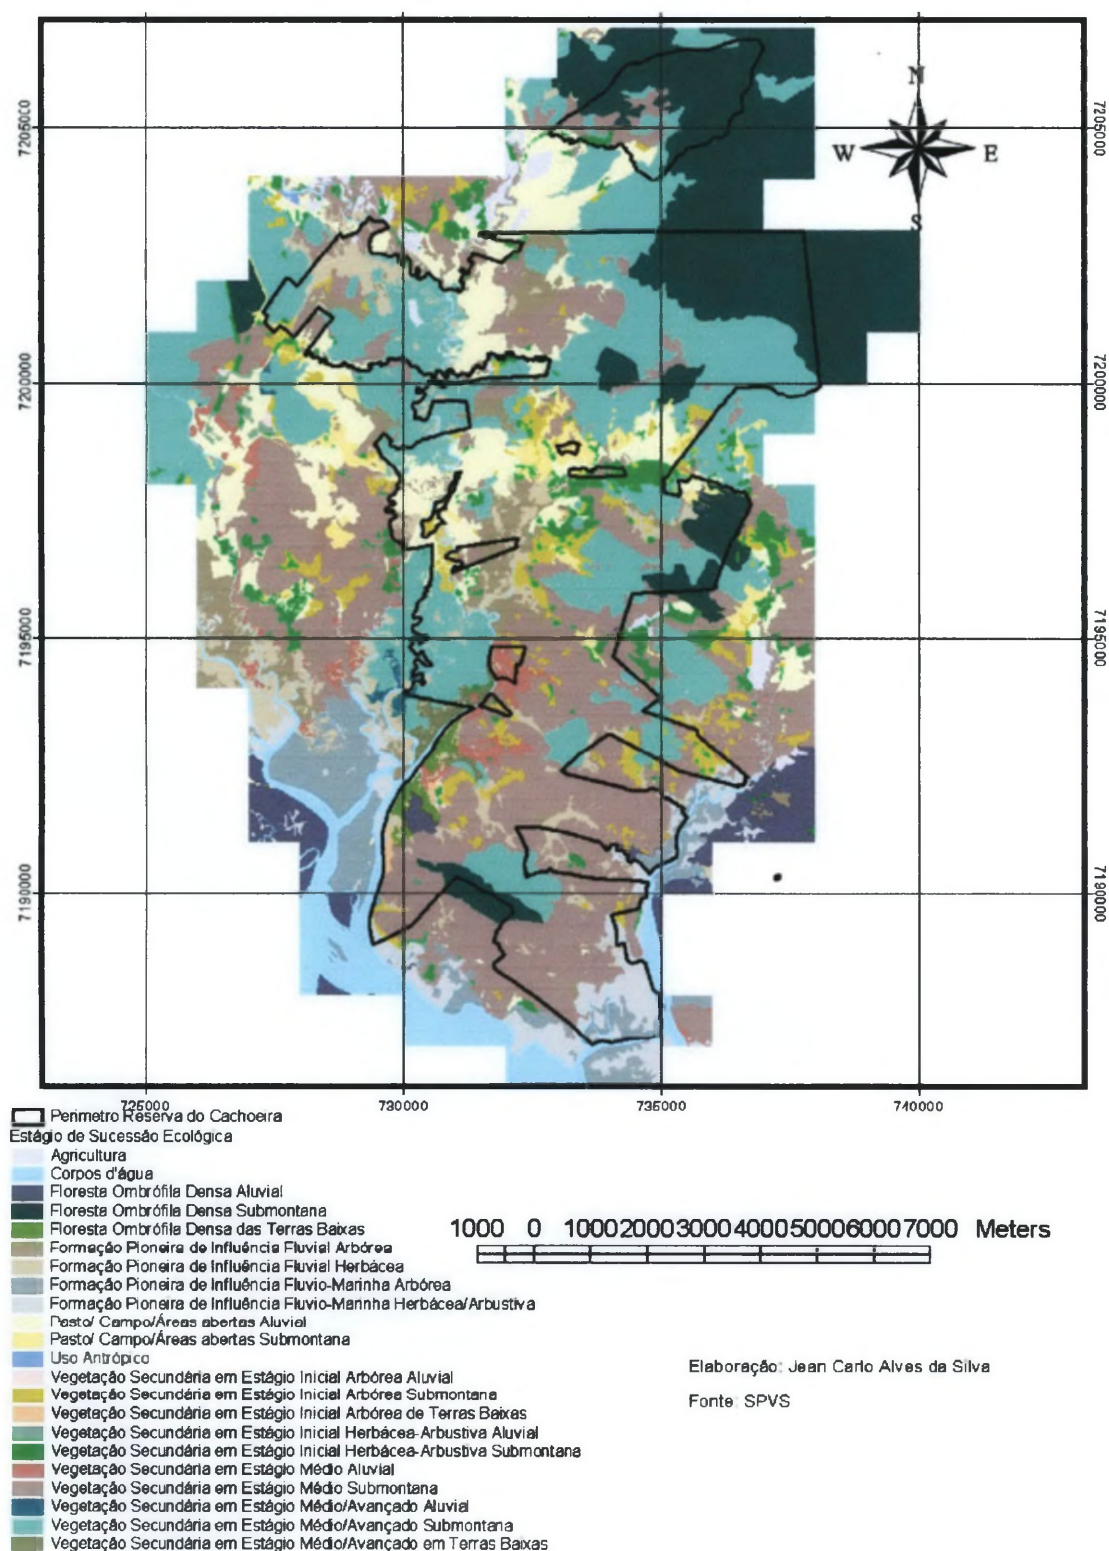 N
W E
S
7205000 7205000
7200000 7200000
7195000 7195000
7190000 7190000
725000 730000 735000 740000
Perimetro Reserva do Cachoeira
Estágio de Sucessão Ecológica
Agricultura
Corpos d'água
Floresta Ombrófila Densa Aluvial
Floresta Ombrófila Densa Submontana
Floresta Ombrófila Densa das Terras Baixas
Formação Pioneira de Influência Fluvial Arbórea
Formação Pioneira de Influência Fluvial Herbácea
Formação Pioneira de Influência Fluvio-Marinha Arbórea
Formação Pioneira de Influência Fluvio-Marinha Herbácea/Arbustiva
Pasto/ Campo/Áreas abertas Aluvial
Pasto/ Campo/Áreas abertas Submontana
Uso Antrópico
Vegetação Secundária em Estágio Inicial Arbórea Aluvial
Vegetação Secundária em Estágio Inicial Arbórea Submontana
Vegetação Secundária em Estágio Inicial Arbórea de Terras Baixas
Vegetação Secundária em Estágio Inicial Herbácea-Arbustiva Aluvial
Vegetação Secundária em Estágio Inicial Herbácea-Arbustiva Submontana
Vegetação Secundária em Estágio Médio Aluvial
Vegetação Secundária em Estágio Médio Submontana
Vegetação Secundária em Estágio Médio/Avançado Aluvial
Vegetação Secundária em Estágio Médio/Avançado Submontana
Vegetação Secundária em Estágio Médio/Avançado em Terras Baixas
1000 0 1000 2000 3000 4000 5000 6000 7000 Meters
Elaboração: Jean Carlo Alves da Silva
Fonte: SPVS